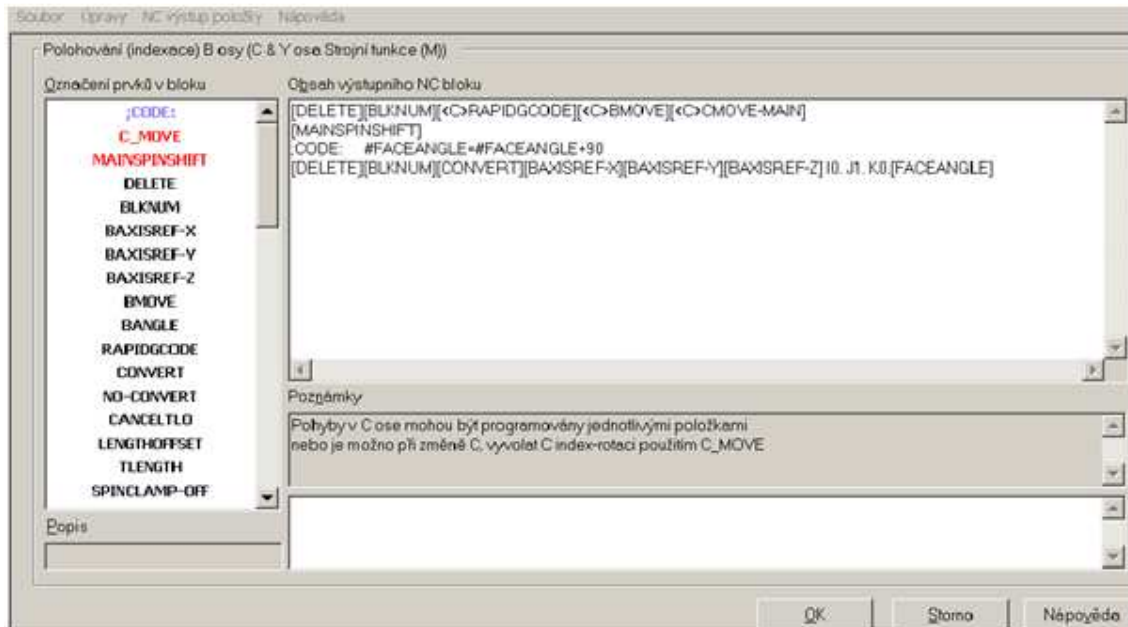 Soubor Úpravy NC výstup položky Nápověda
Polohování (indexace) B osy (C & Y osa Strojní funkce (M))
Označení prvků v bloku
Obsah výstupního NC bloku
;CODE:
C_MOVE
MAINSPINSHIFT
DELETE
BLKNUM
BAXISREF-X
BAXISREF-Y
BAXISREF-Z
BMOVE
BANGLE
RAPIDGCODE
CONVERT
NO-CONVERT
CANCELTLO
LENGTHOFFSET
TLENGTH
SPINCLAMP-OFF
[DELETE][BLKNUM][<C>RAPIDGCODE][<C>BMOVE][<C>CMOVE-MAIN]
[MAINSPINSHIFT]
;CODE: #FACEANGLE=#FACEANGLE+90
[DELETE][BLKNUM][CONVERT][BAXISREF-X][BAXISREF-Y][BAXISREF-Z] I0. J1. K0.[FACEANGLE]
Poznámky
Pohyby v C ose mohou být programovány jednotlivými položkami
nebo je možno při změně C, vyvolat C index-rotaci použitím C_MOVE
Popis
OK Storno Nápověda